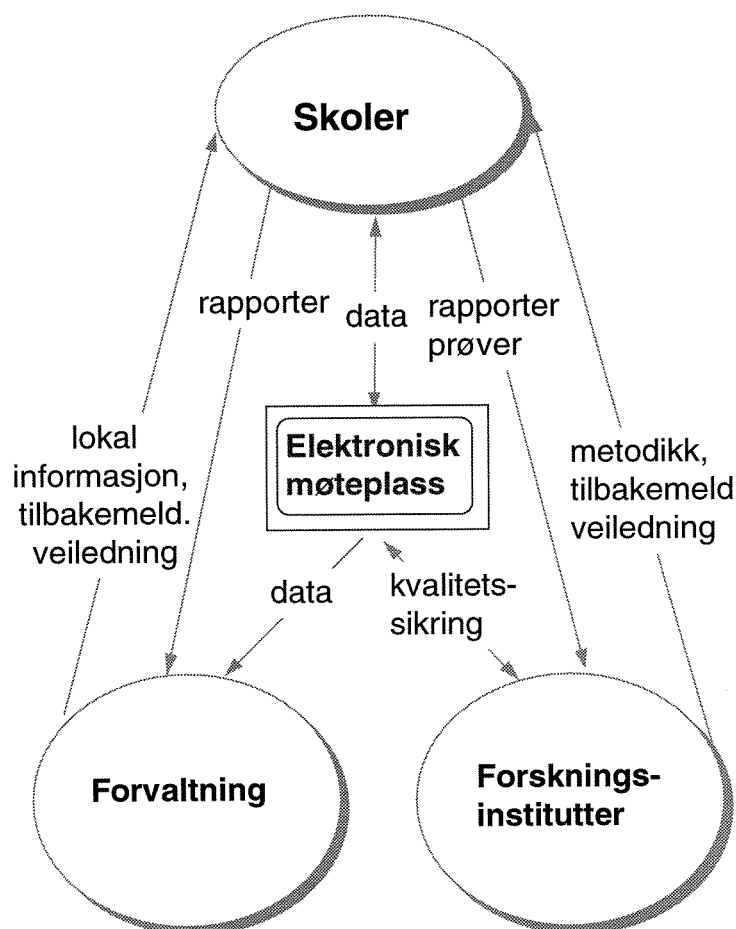 Skoler
rapporter
data
rapporter
prøver
lokal
informasjon,
tilbakemeld.
veiledning
Elektronisk
møteplass
metodikk,
tilbakemeld
veiledning
data
kvalitets-
sikring
Forvaltning
Forsknings-
institutter